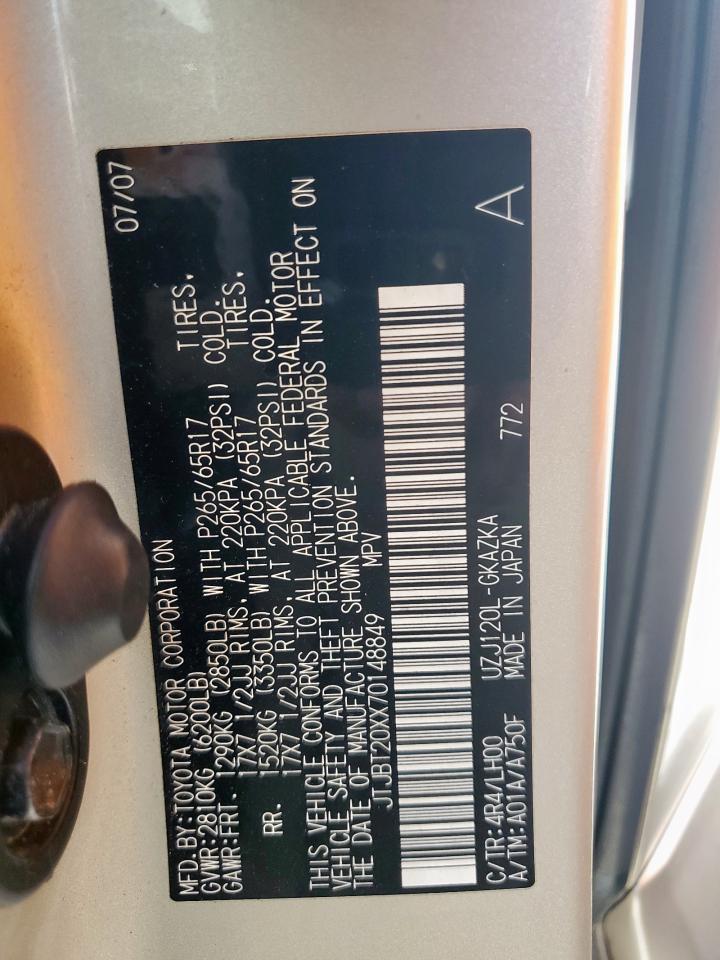 MFD.BY:TOYOTA MOTOR CORPORATION 07/07
GVWR:2810KG (6200LB)
GAWR:FRT. 1290KG (2850LB) WITH P265/65R17 TIRES,
17X7 1/2JJ RIMS, AT 220KPA (32PSI) COLD.
RR. 1520KG (3350LB) WITH P265/65R17 TIRES,
17X7 1/2JJ RIMS, AT 220KPA (32PSI) COLD.
THIS VEHICLE CONFORMS TO ALL APPLICABLE FEDERAL MOTOR
VEHICLE SAFETY AND THEFT PREVENTION STANDARDS IN EFFECT ON
THE DATE OF MANUFACTURE SHOWN ABOVE.
JTJBT20XX70148849 MPV
C/TR:4R4/LH00 UZJ120L-GKAZKA
A/TM:A01A/A750F MADE IN JAPAN 772
A